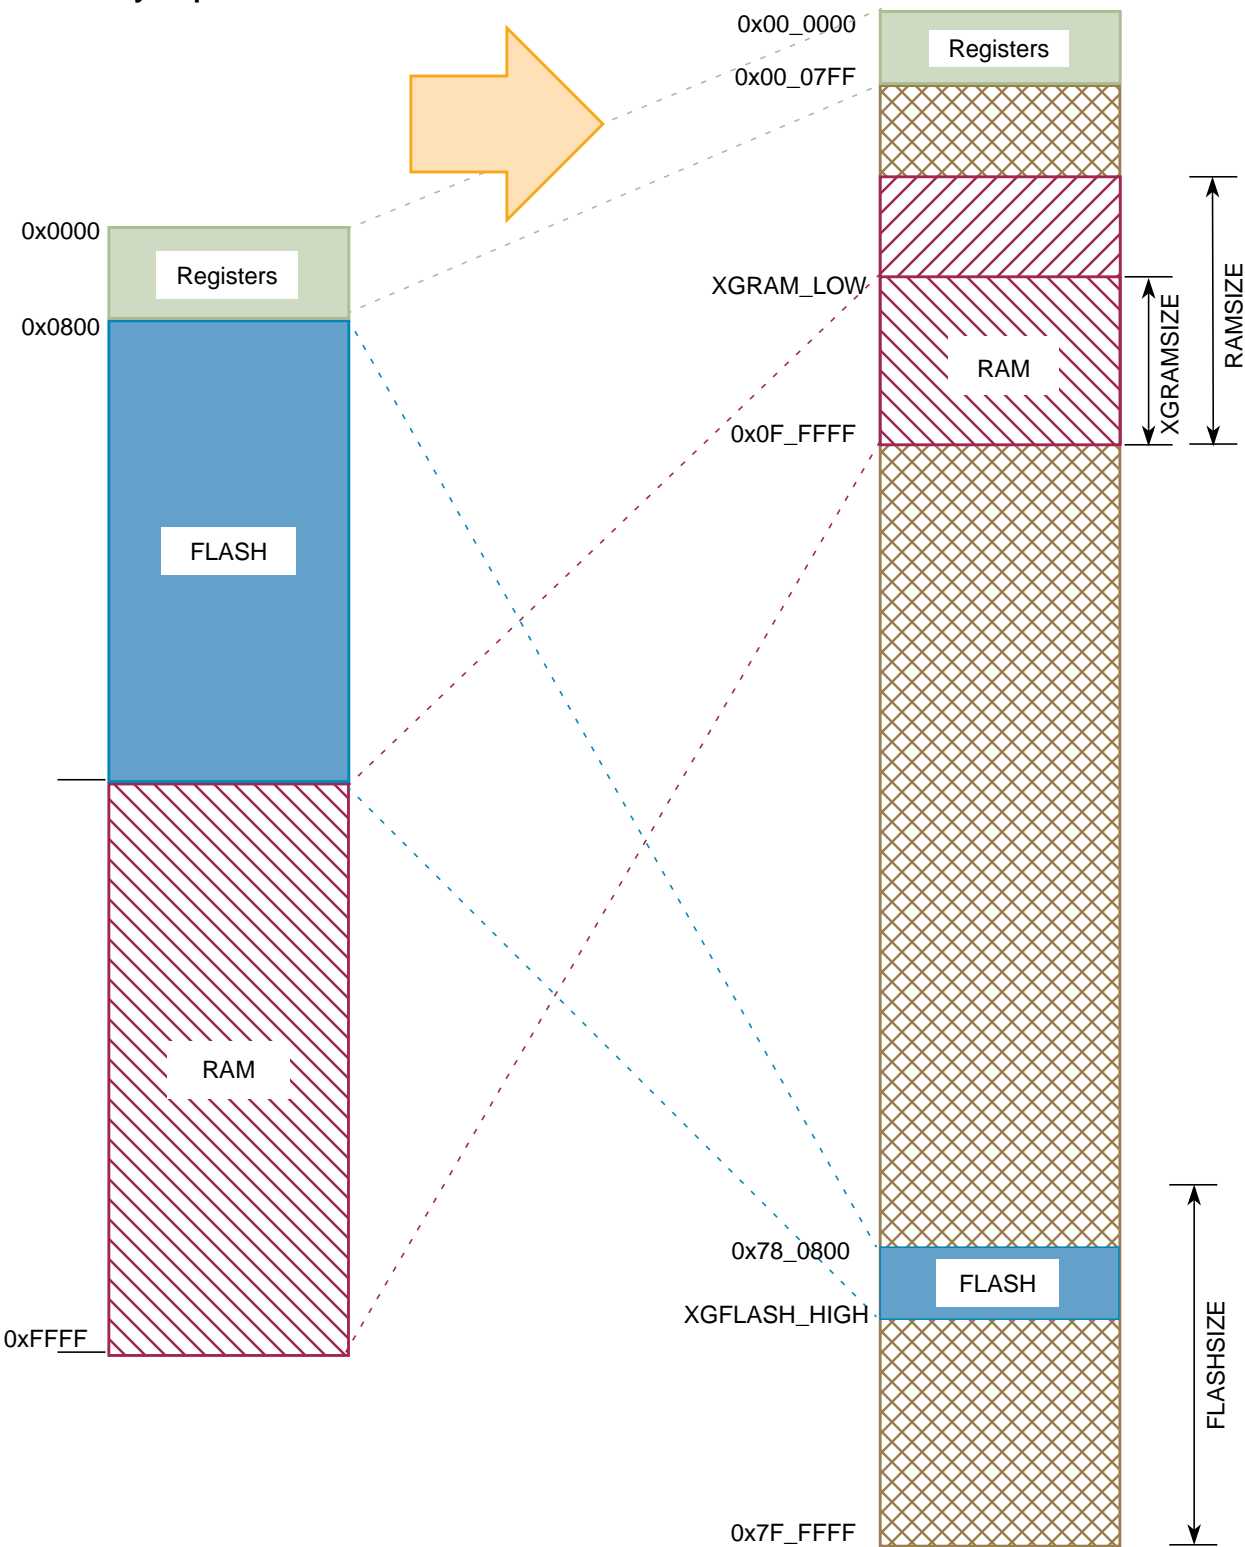 0x0000
Registers
0x0800
FLASH
RAM
0xFFFF
0x00_0000
Registers
0x00_07FF
XGRAM_LOW
RAM
0x0F_FFFF
XGRAMSIZE
RAMSIZE
0x78_0800
FLASH
XGFLASH_HIGH
FLASHSIZE
0x7F_FFFF